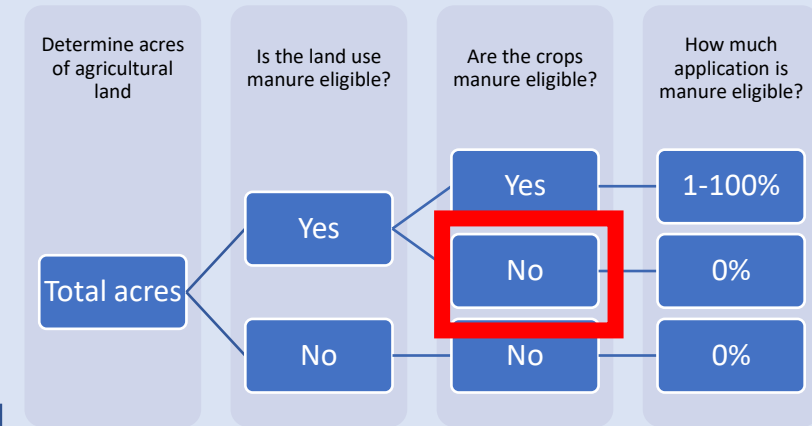 Determine acres
of agricultural
land
Is the land use
manure eligible?
Are the crops
manure eligible?
How much
application is
manure eligible?
Total acres
Yes
No
Yes
No
No
1-100%
0%
0%